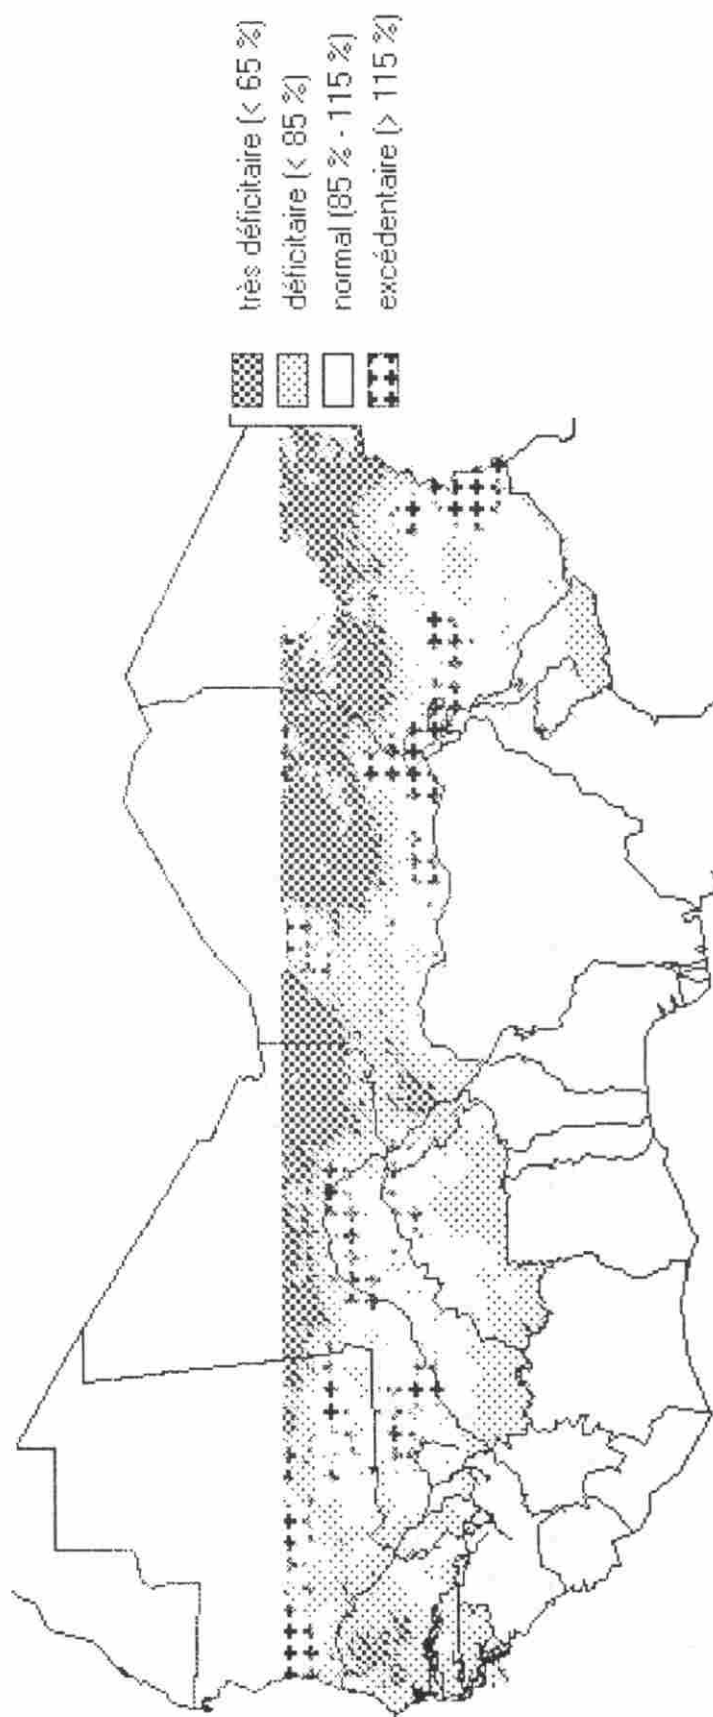 très déficitaire (< 65 %)
déficitaire (< 85 %)
normal (85 % - 115 %)
excédentaire (> 115 %)